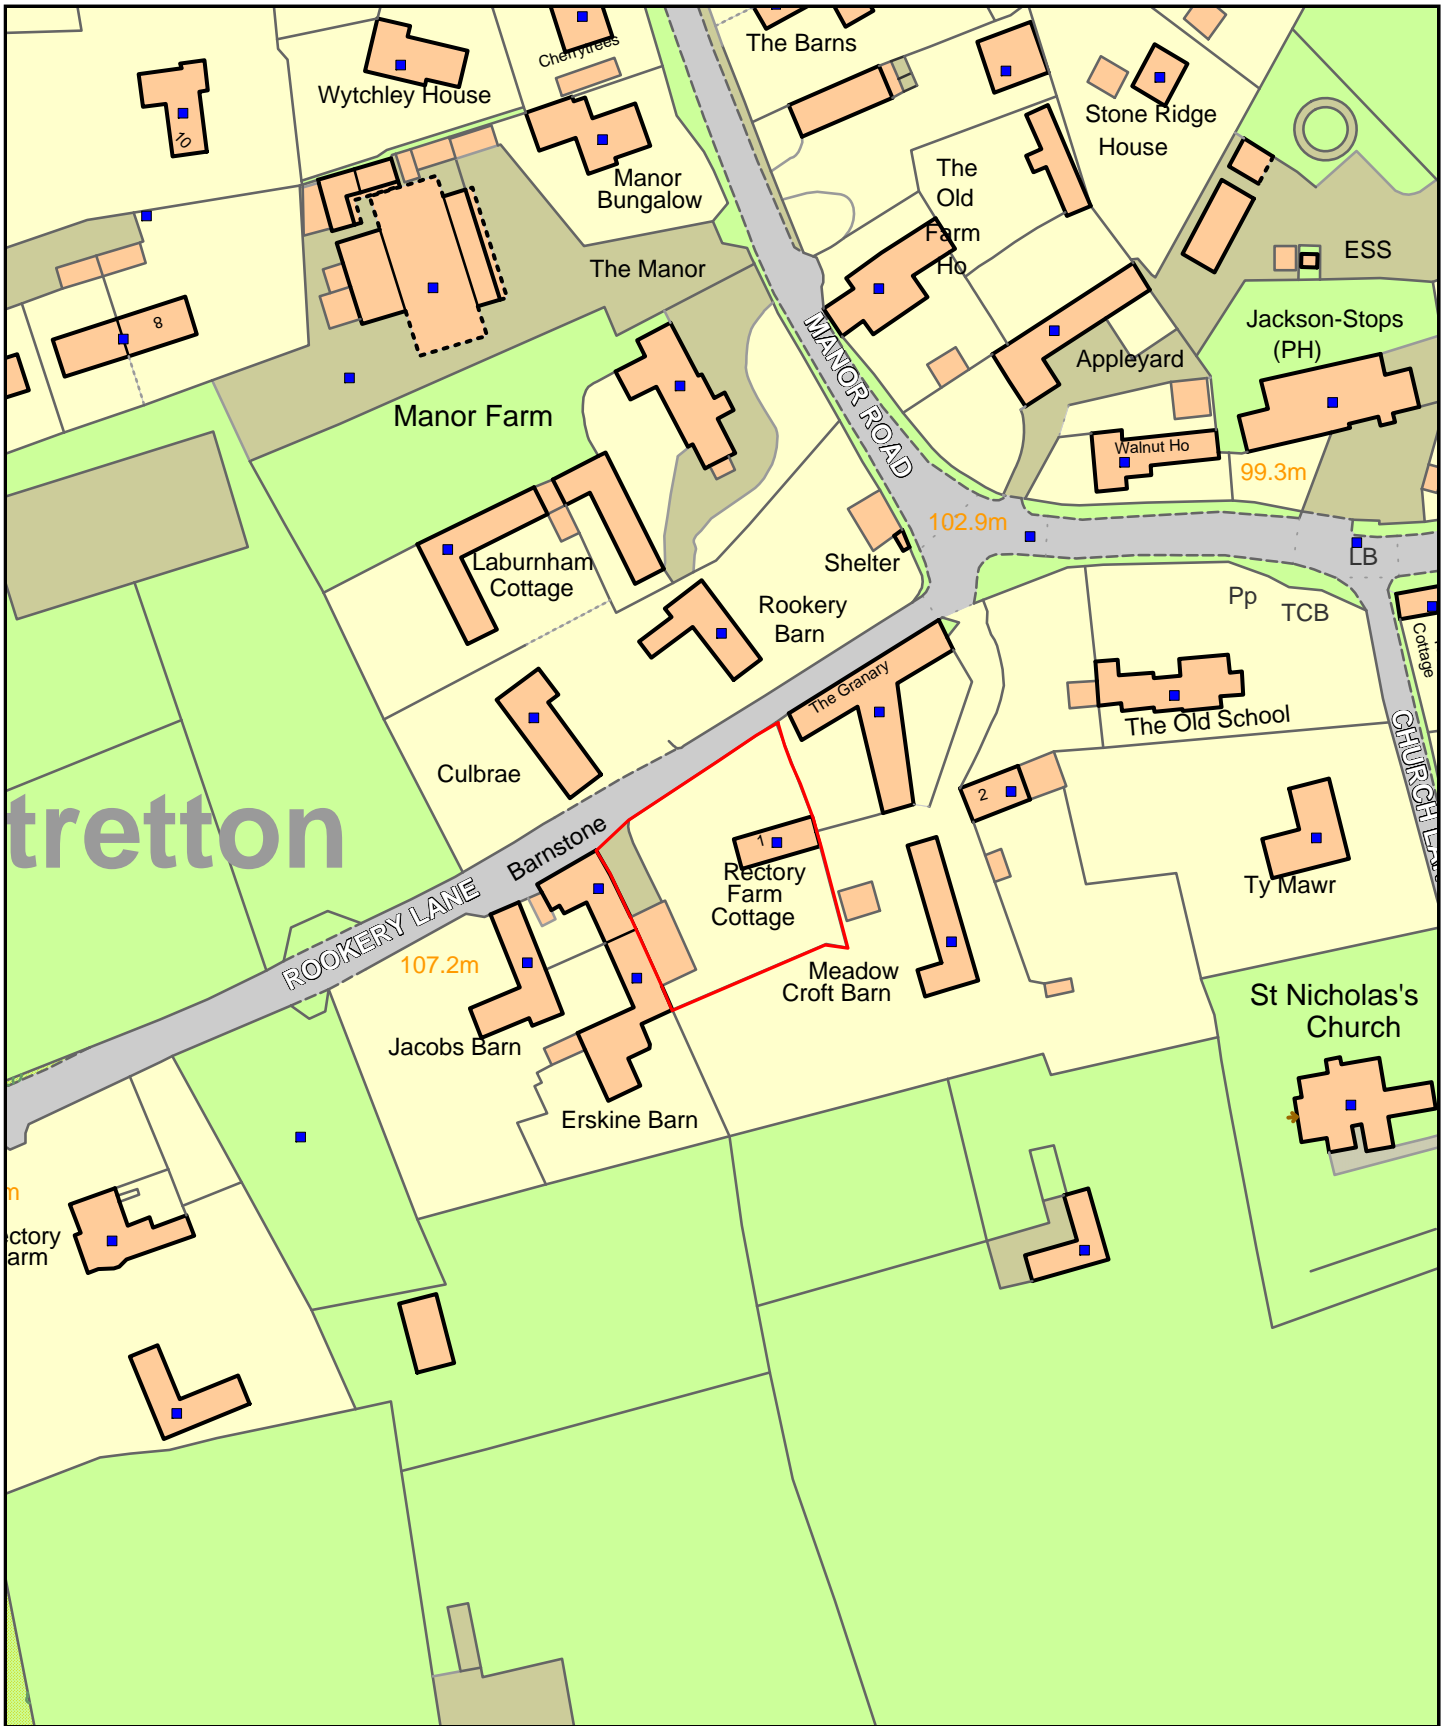 Cherrytrees
The Barns
Wytchley House
10
Stone Ridge
House
Manor
Bungalow
The
Old
Farm
Ho
The Manor
ESS
8
Jackson-Stops
(PH)
MANOR ROAD
Appleyard
Manor Farm
Walnut Ho
99.3m
102.9m
Shelter
LB
Laburnham
Cottage
Rookery
Barn
Pp
TCB
Cottage
The Granary
The Old School
CHURCH LA
Culbrae
2
tretton
Barnstone
1
Rectory
Farm
Cottage
Ty Mawr
ROOKERY LANE
107.2m
Meadow
Croft Barn
St Nicholas's
Church
Jacobs Barn
Erskine Barn
m
ectory
arm